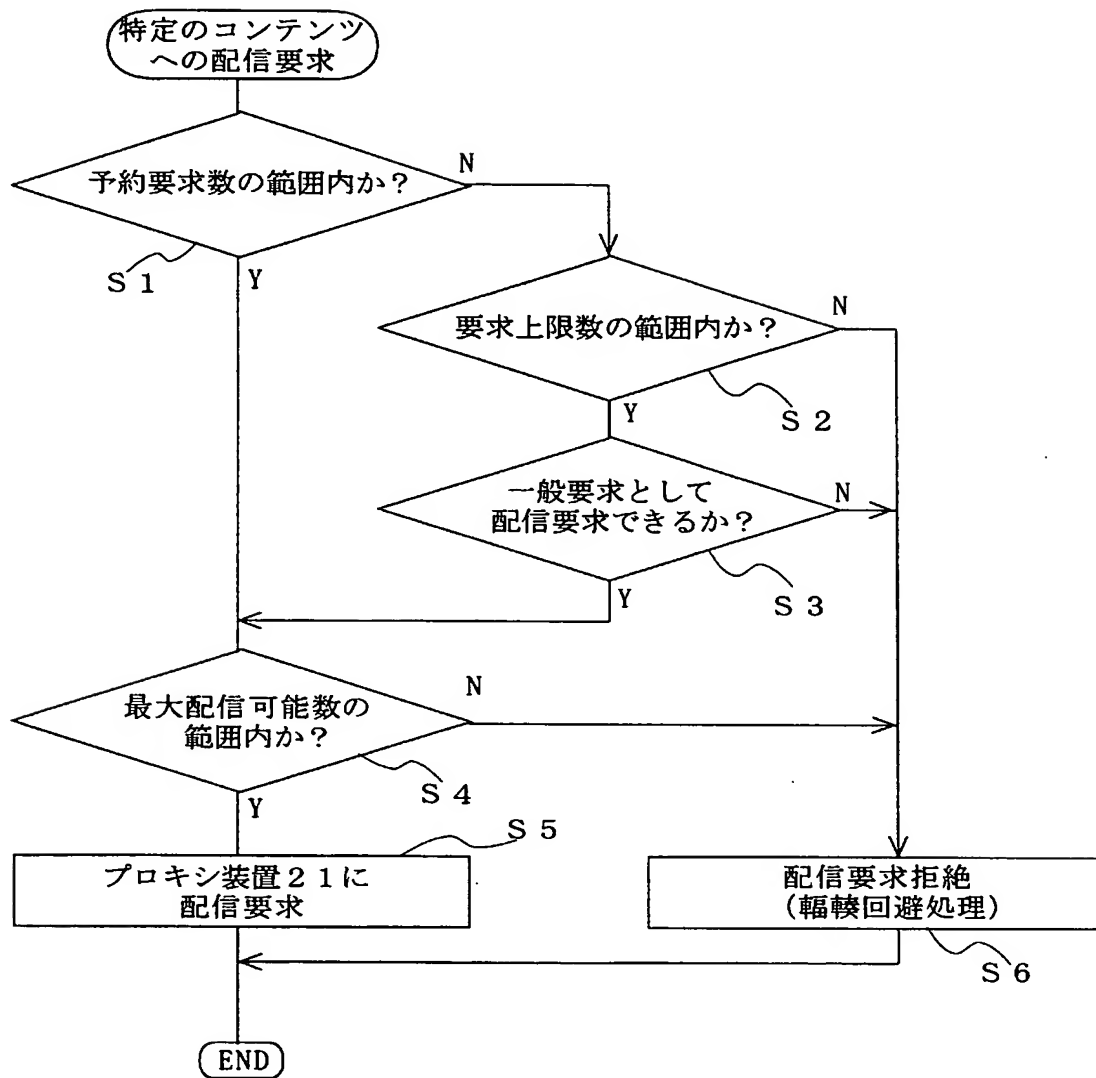 特定のコンテンツ
への配信要求
予約要求数の範囲内か?
N
S 1
Y
要求上限数の範囲内か?
N
S 2
Y
一般要求として
配信要求できるか?
N
S 3
Y
最大配信可能数の
範囲内か?
N
S 4
Y
S 5
プロキシ装置21に
配信要求
配信要求拒絶
(輻輳回避処理)
S 6
END